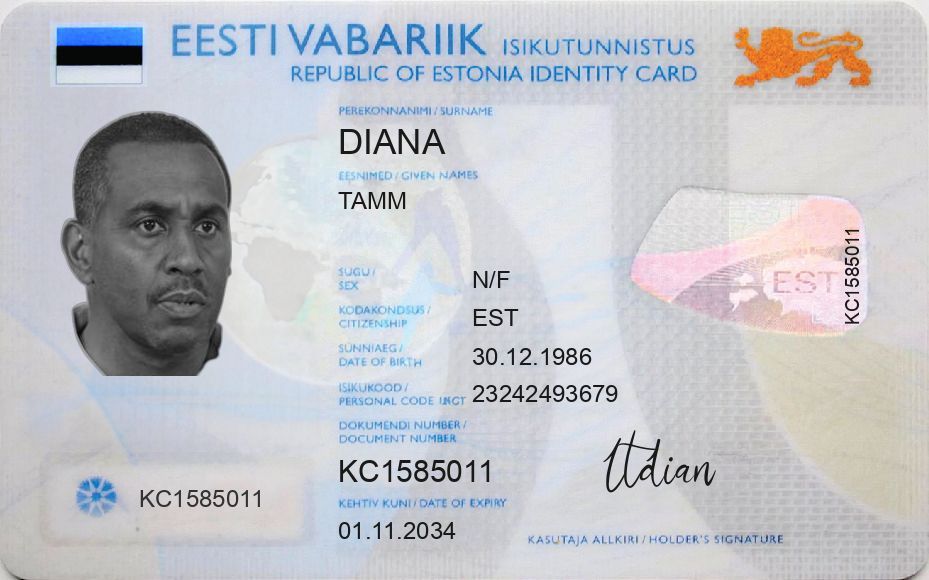 EESTI VABARIIK ISIKUTUNNISTUS
REPUBLIC OF ESTONIA IDENTITY CARD
PEREKONNANIMI / SURNAME
DIANA
EESNIMED / GIVEN NAMES
TAMM
SUGU /
SEX
N/F
KODAKONDSUS /
CITIZENSHIP
EST
SÜNNIAEG /
DATE OF BIRTH
30.12.1986
ISIKUKOOD /
PERSONAL CODE
23242493679
DOKUMENDI NUMBER /
DOCUMENT NUMBER
KC1585011
KEHTIV KUNI / DATE OF EXPIRY
01.11.2034
KC1585011
EST
KC1585011
KASUTAJA ALLKIRI / HOLDER'S SIGNATURE